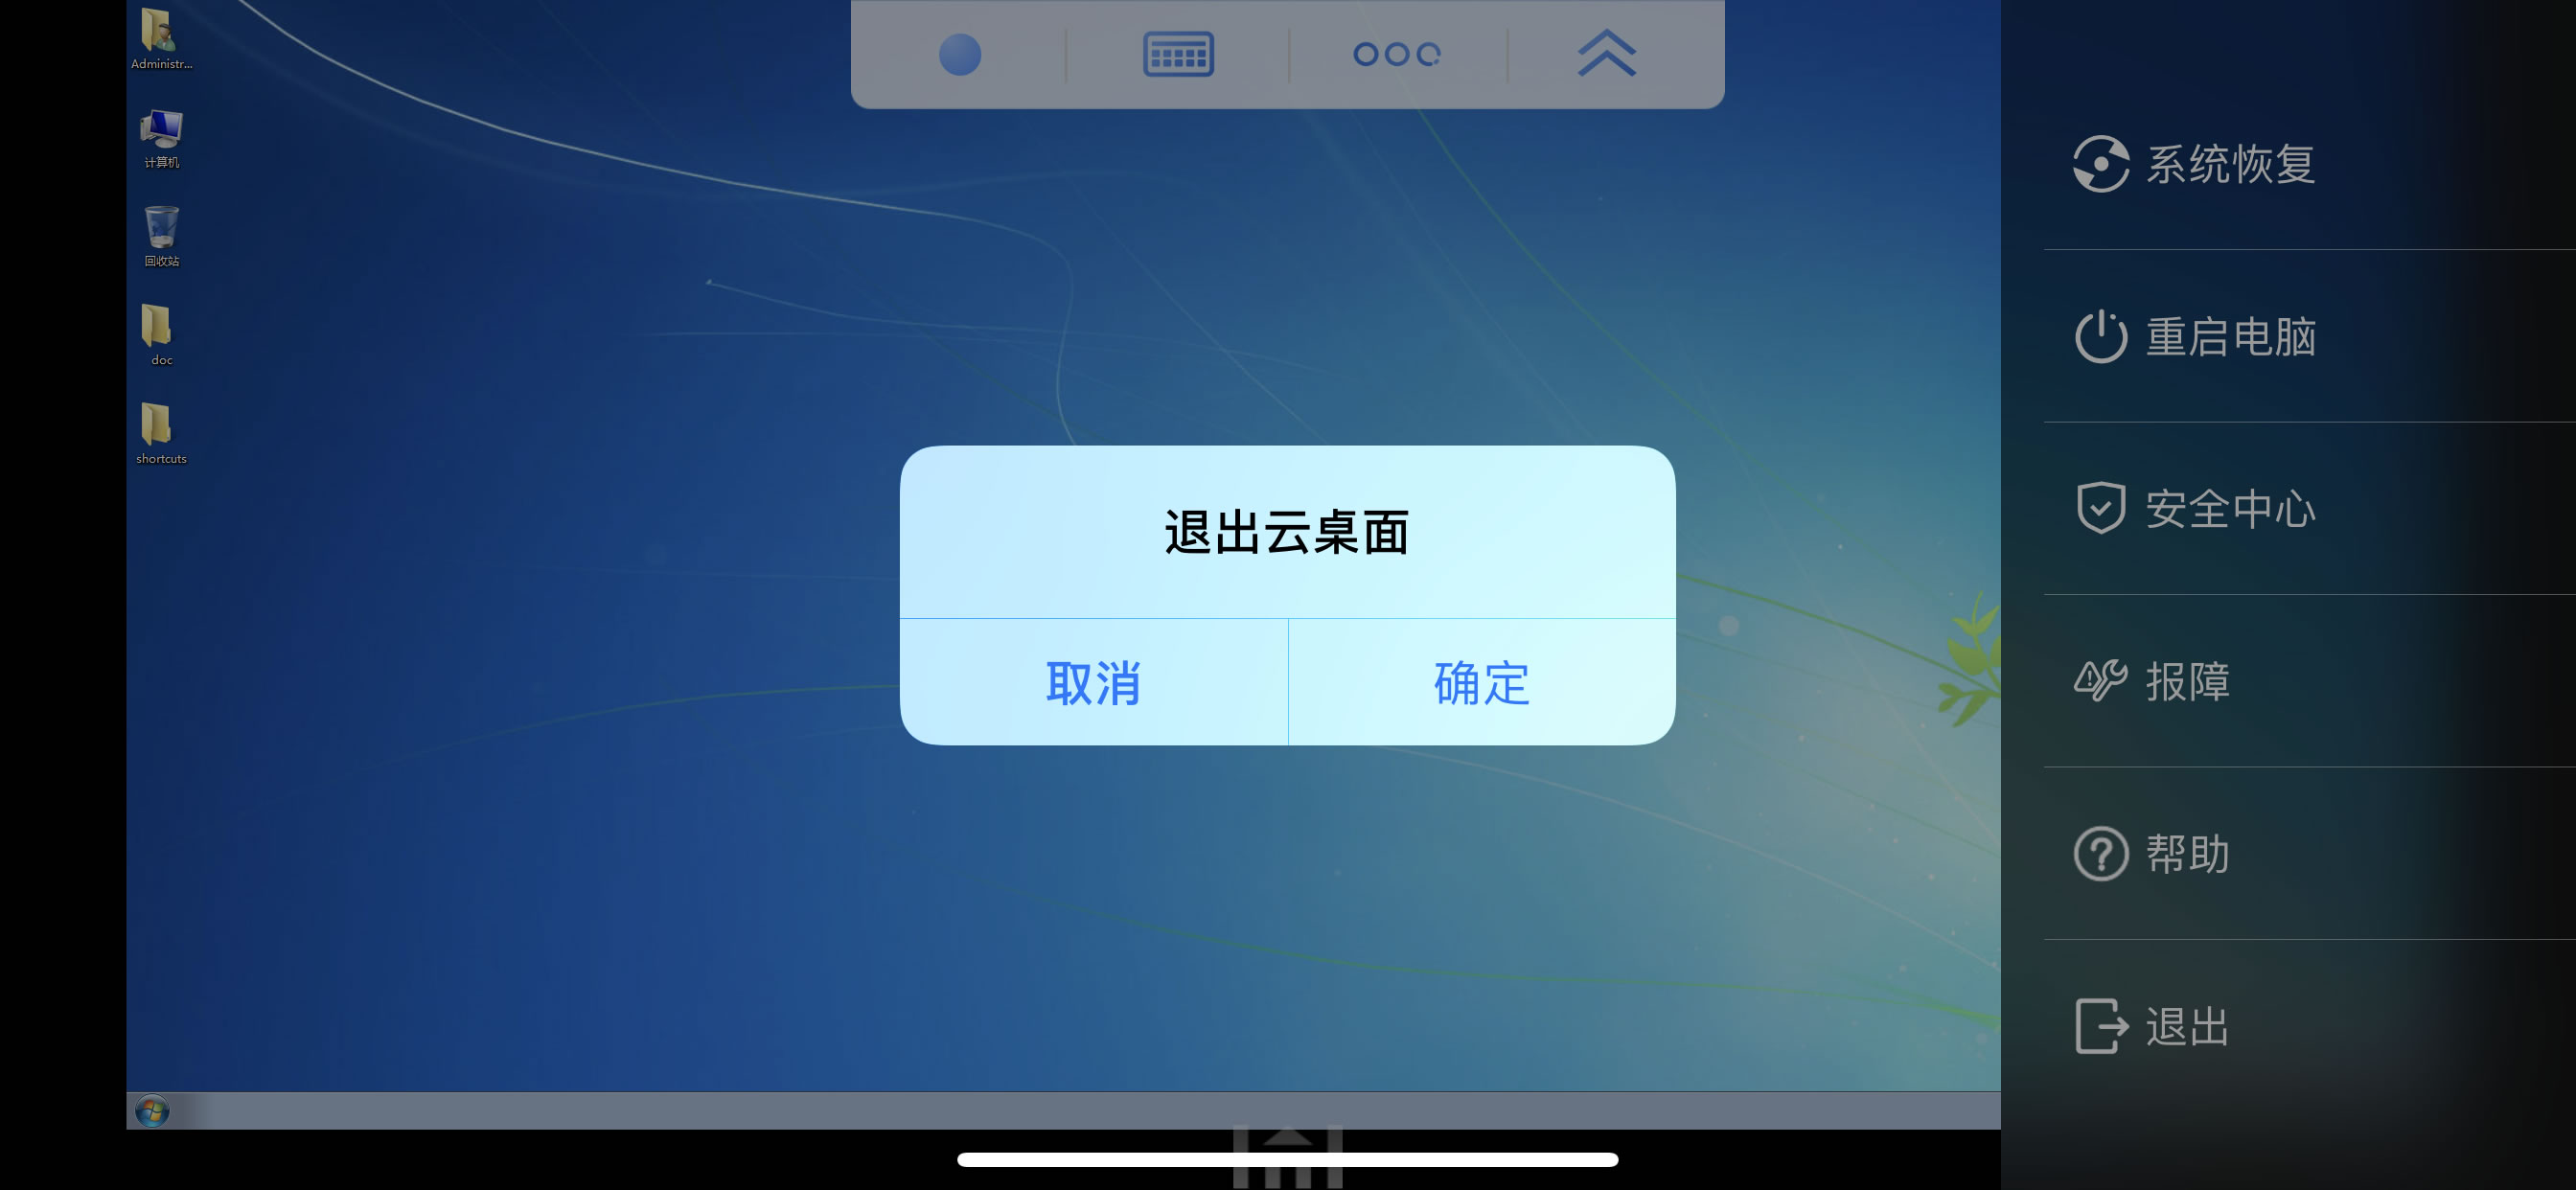 Administr...
计算机
回收站
doc
shortcuts
退出云桌面
取消
确定
系统恢复
重启电脑
安全中心
报障
帮助
退出